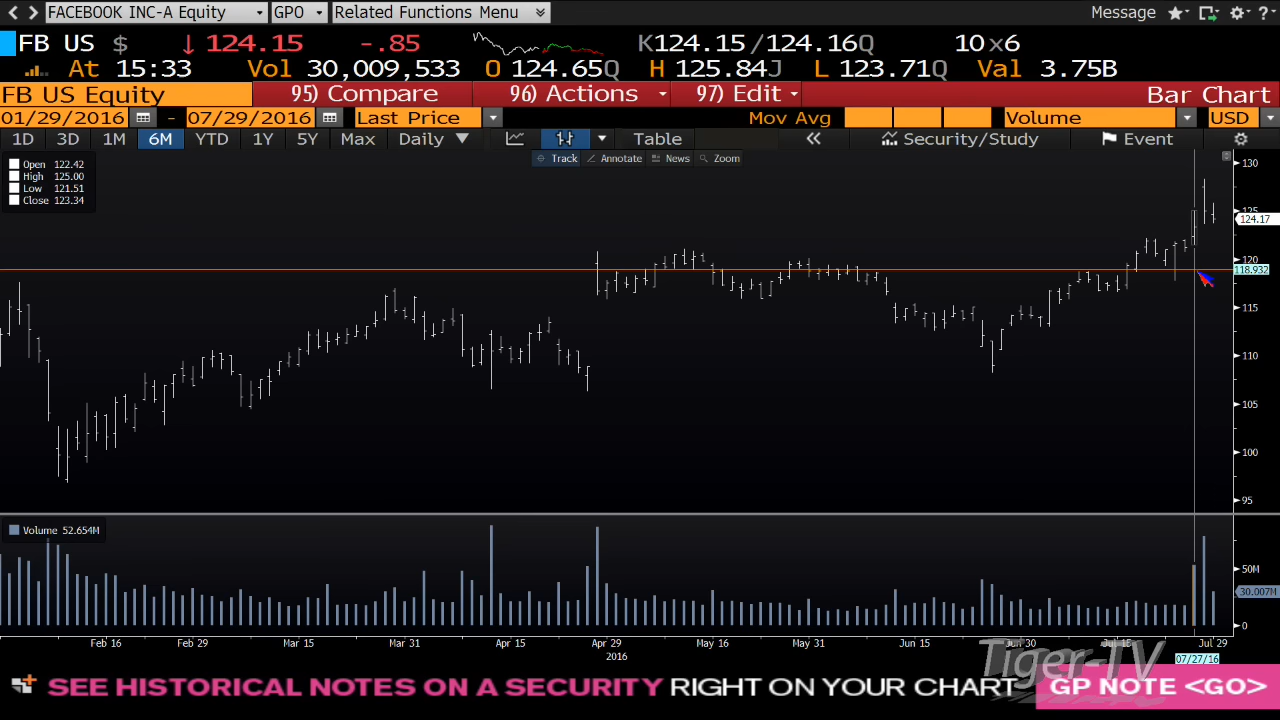 FACEBOOK INC-A Equity GPO Related Functions Menu Message ?
FB US $ ↓ 124.15 -.85 K124.15/124.16Q 10x6
At 15:33 Vol 30,009,533 O 124.65Q H 125.84J L 123.71Q Val 3.75B
FB US Equity 95) Compare 96) Actions 97) Edit Bar Chart
01/29/2016 - 07/29/2016 Last Price Mov Avg Volume USD
1D 3D 1M 6M YTD 1Y 5Y Max Daily ▼ Table « Security/Study Event
Track Annotate News Zoom
Open 122.42
High 125.00
Low 121.51
Close 123.34
130
125
124.17
120
118.932
115
110
105
100
95
Volume 52.654M
50M
30.007M
0
Feb 16 Feb 29 Mar 15 Mar 31 Apr 15 Apr 29 May 16 May 31 Jun 15 Jun 30 Jul 15 Jul 29
2016
07/27/16
Tiger-TV
SEE HISTORICAL NOTES ON A SECURITY RIGHT ON YOUR CHART GP NOTE <GO>